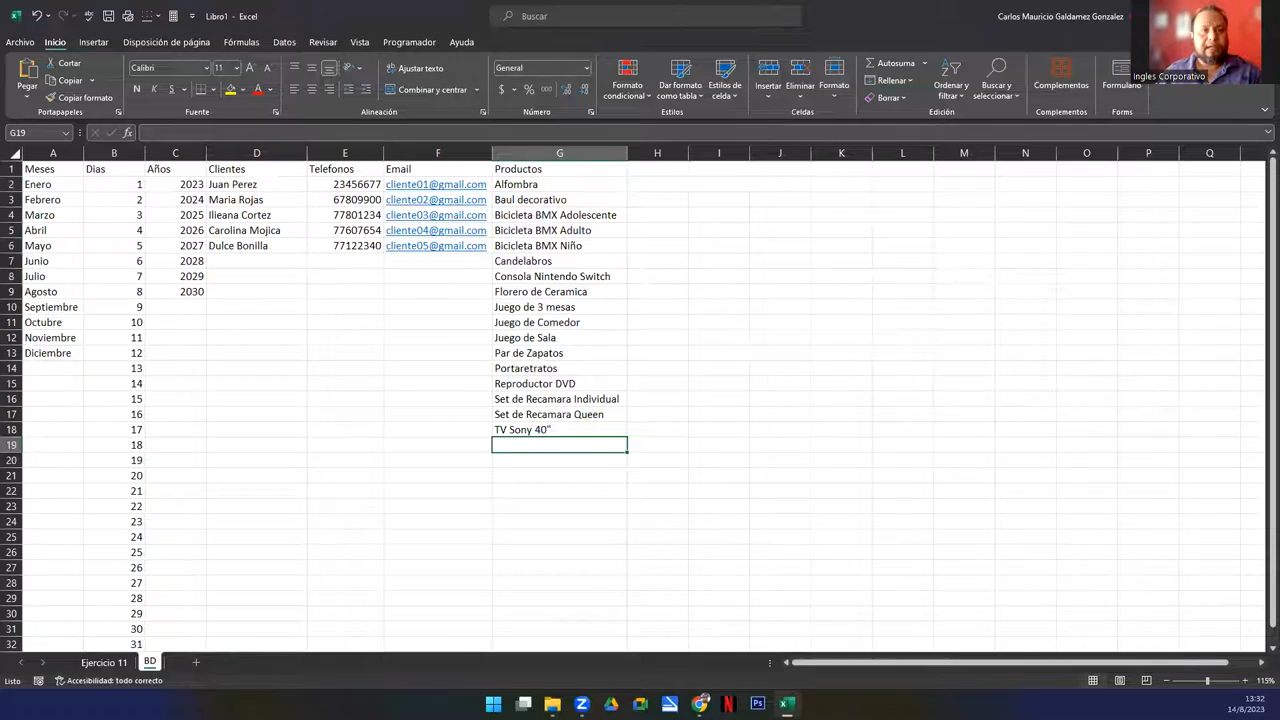 Libro1 - Excel
Buscar
Carlos Mauricio Galdamez Gonzalez
Ingles Corporativo
Archivo Inicio Insertar Disposición de página Fórmulas Datos Revisar Vista Programador Ayuda
Pegar
Cortar
Copiar
Copiar formato
Portapapeles
Calibri 11
N K S
Fuente
Ajustar texto
Combinar y centrar
Alineación
General
$ % 000
Número
Formato condicional
Dar formato como tabla
Estilos de celda
Estilos
Insertar Eliminar Formato
Celdas
Autosuma
Rellenar
Borrar
Ordenar y filtrar
Buscar y seleccionar
Edición
Complementos
Complementos
Formulario
Forms
G19
fx
A B C D E F G H I J K L M N O P Q
1 Meses Dias Años Clientes Telefonos Email Productos
2 Enero 1 2023 Juan Perez 23456677 cliente01@gmail.com Alfombra
3 Febrero 2 2024 Maria Rojas 67809900 cliente02@gmail.com Baul decorativo
4 Marzo 3 2025 Ilieana Cortez 77801234 cliente03@gmail.com Bicicleta BMX Adolescente
5 Abril 4 2026 Carolina Mojica 77607654 cliente04@gmail.com Bicicleta BMX Adulto
6 Mayo 5 2027 Dulce Bonilla 77122340 cliente05@gmail.com Bicicleta BMX Niño
7 Junio 6 2028 Candelabros
8 Julio 7 2029 Consola Nintendo Switch
9 Agosto 8 2030 Florero de Ceramica
10 Septiembre 9 Juego de 3 mesas
11 Octubre 10 Juego de Comedor
12 Noviembre 11 Juego de Sala
13 Diciembre 12 Par de Zapatos
14 13 Portaretratos
15 14 Reproductor DVD
16 15 Set de Recamara Individual
17 16 Set de Recamara Queen
18 17 TV Sony 40"
19 18
20 19
21 20
22 21
23 22
24 23
25 24
26 25
27 26
28 27
29 28
30 29
31 30
32 31
Ejercicio 11 BD
Listo Accesibilidad: todo correcto 115%
13:32
14/8/2023